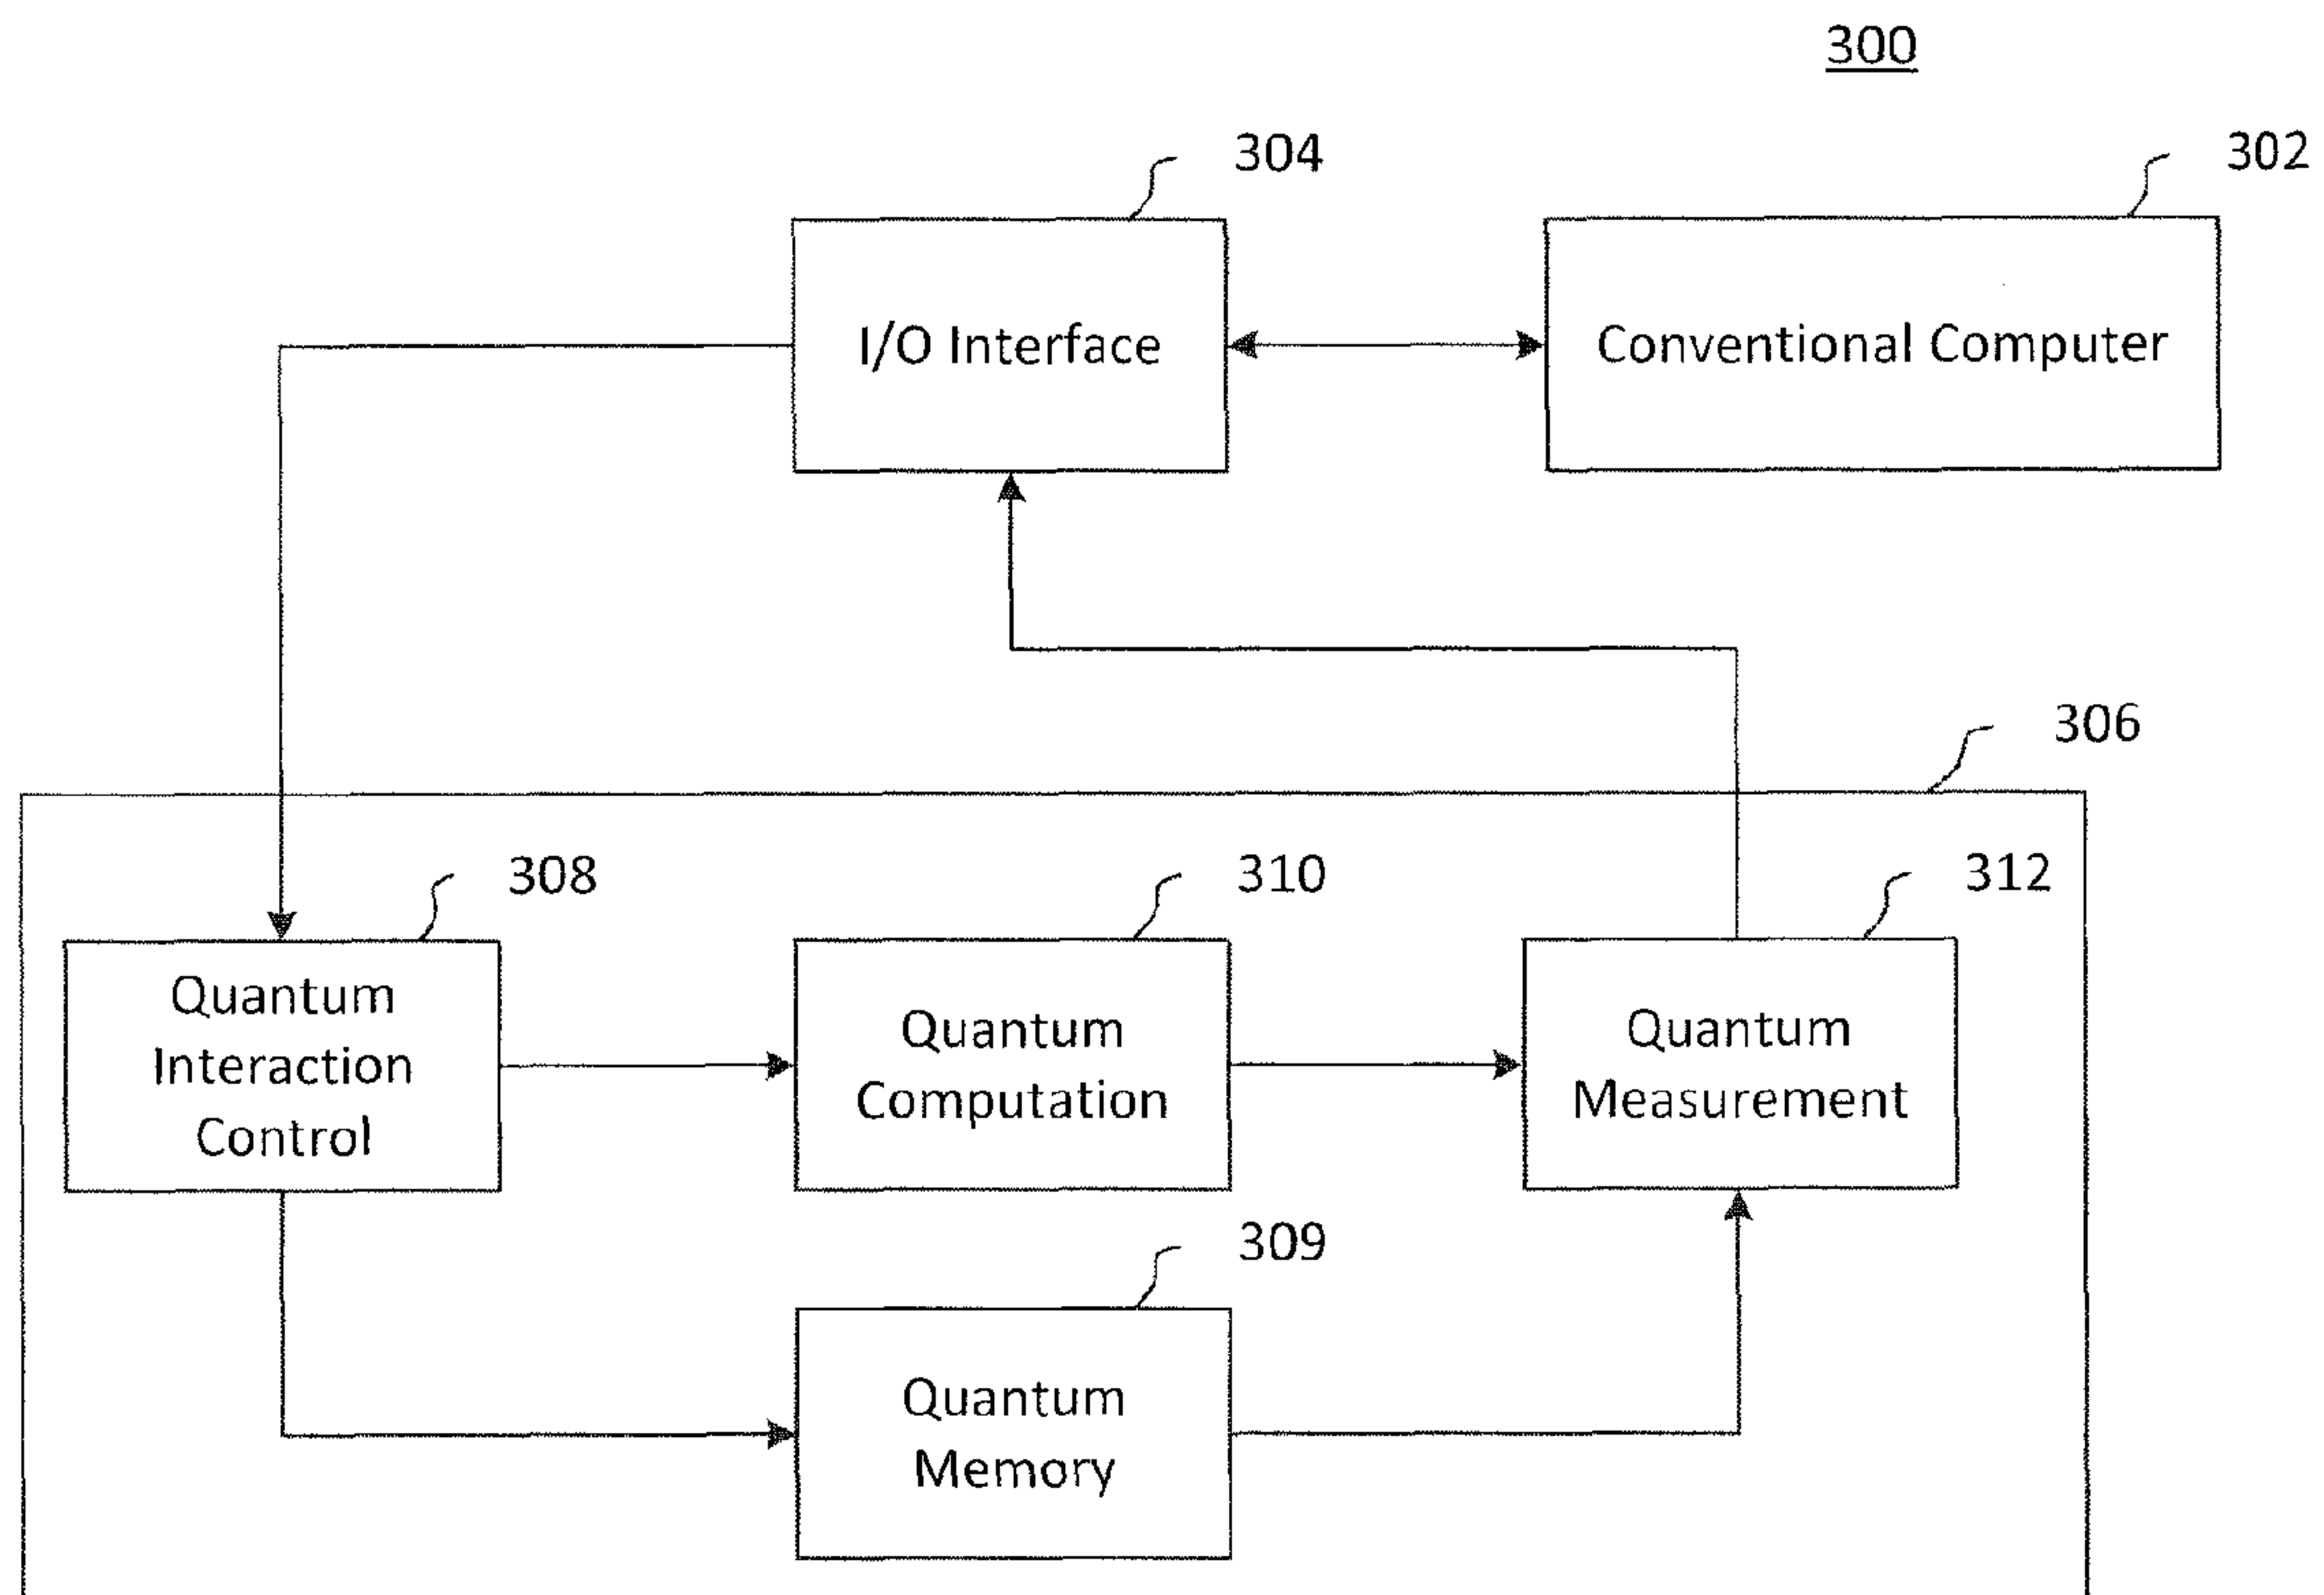 300
304
302
I/O Interface
Conventional Computer
306
308
310
312
Quantum
Interaction
Control
Quantum
Computation
Quantum
Measurement
309
Quantum
Memory